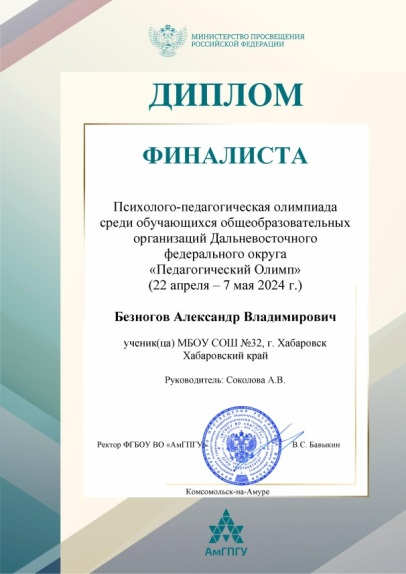 МИНИСТЕРСТВО ПРОСВЕЩЕНИЯ
РОССИЙСКОЙ ФЕДЕРАЦИИ
ДИПЛОМ
ФИНАЛИСТА
Психолого-педагогическая олимпиада
среди обучающихся общеобразовательных
организаций Дальневосточного
федерального округа
«Педагогический Олимп»
(22 апреля – 7 мая 2024 г.)
Безногов Александр Владимирович
ученик(ца) МБОУ СОШ №32, г. Хабаровск
Хабаровский край
Руководитель: Соколова А.В.
Ректор ФГБОУ ВО «АмГПГУ» В.С. Бавыкин
Комсомольск-на-Амуре
АмГПГУ